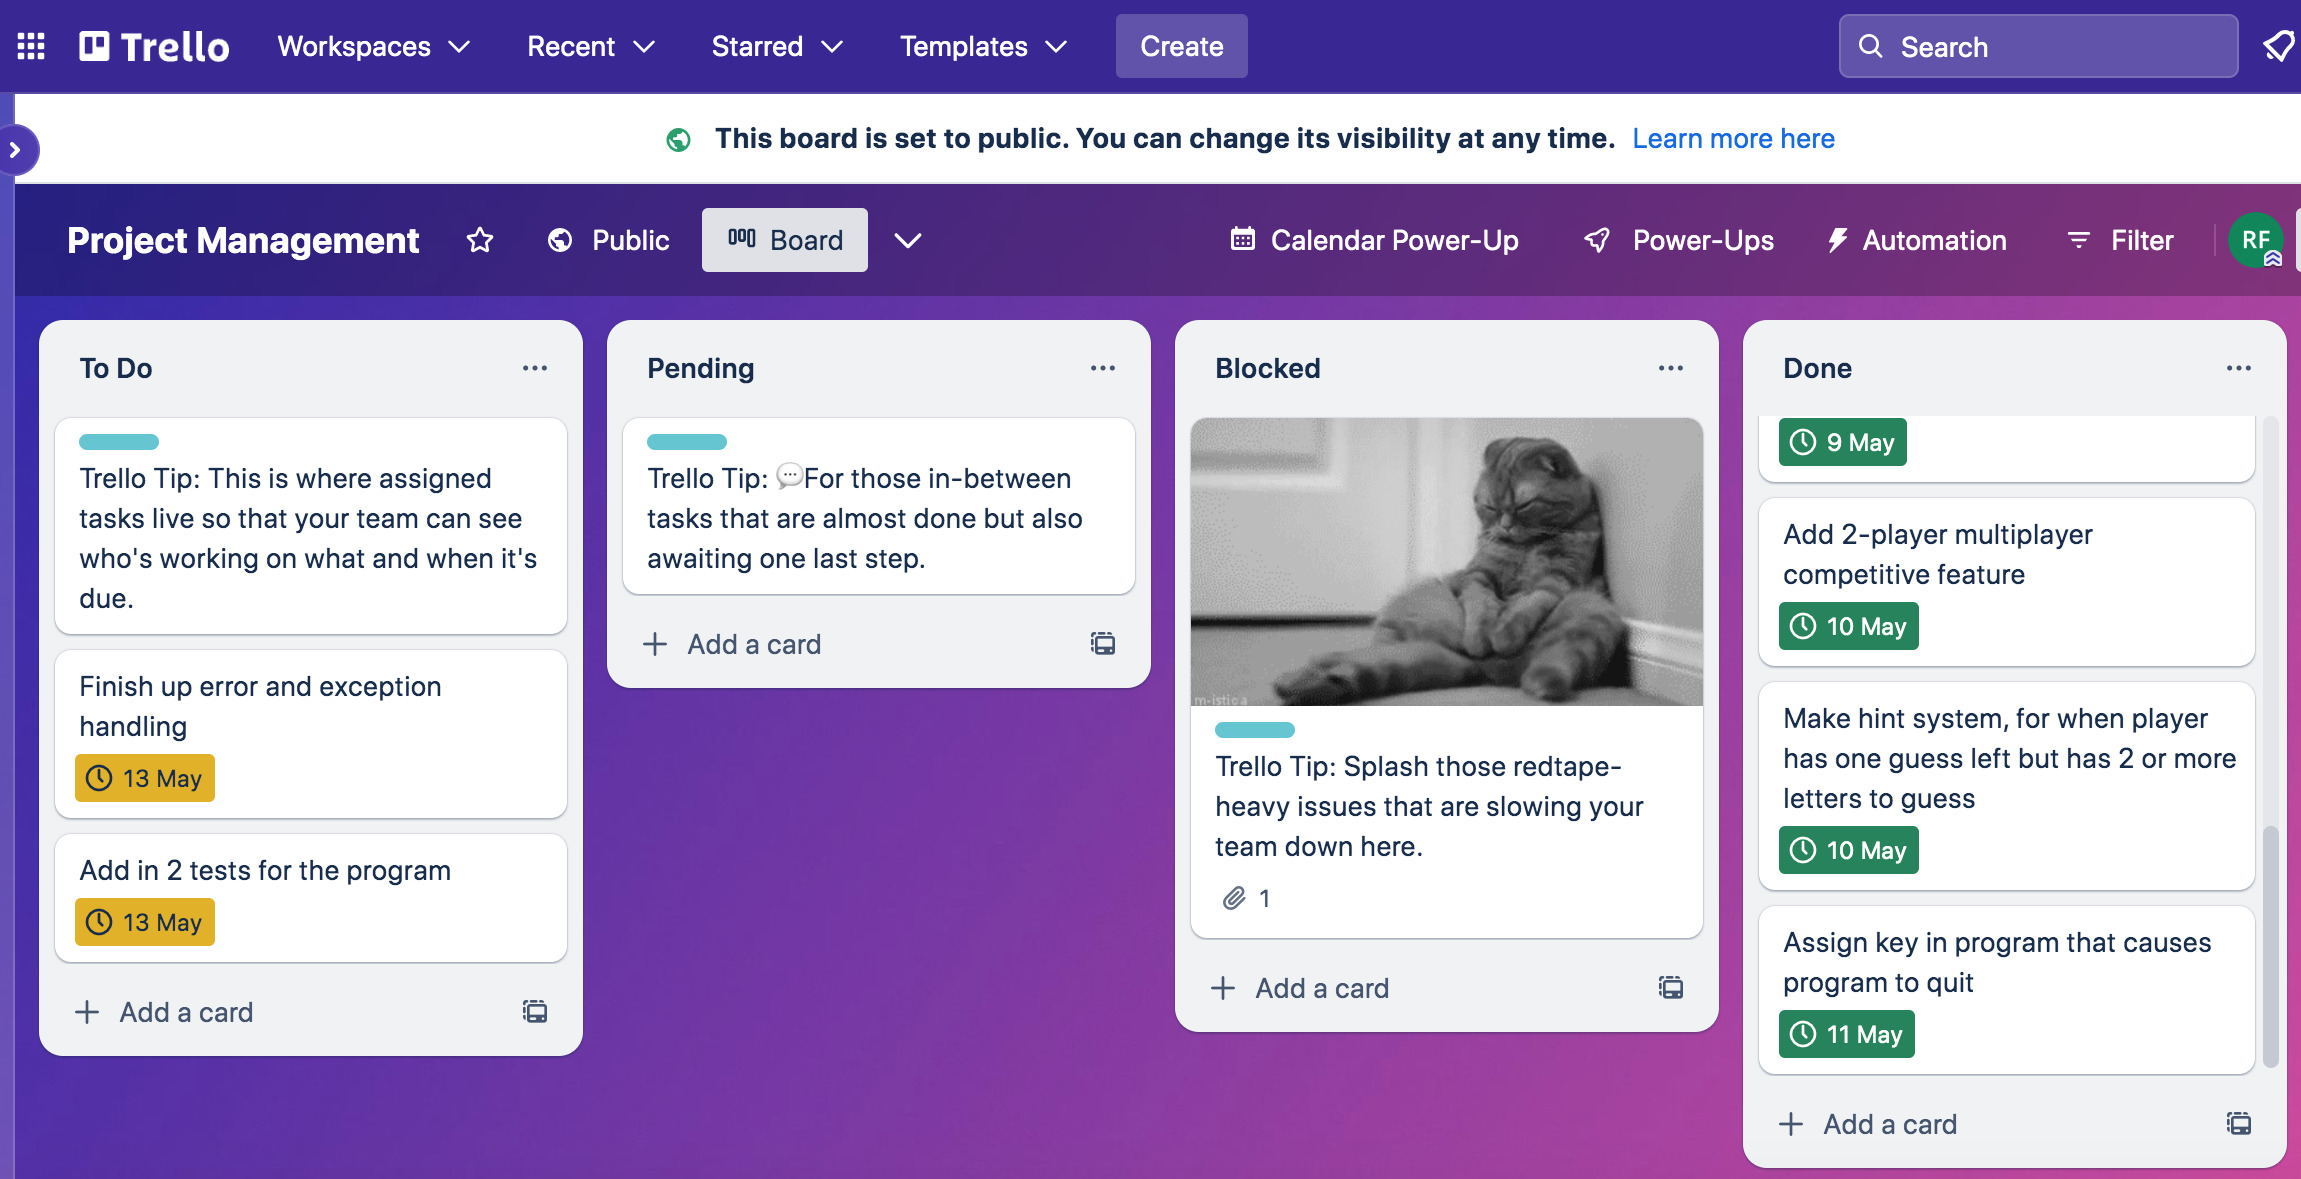 Trello
Workspaces
Recent
Starred
Templates
Create
Search
This board is set to public. You can change its visibility at any time. Learn more here
Project Management
Public
Board
Calendar Power-Up
Power-Ups
Automation
Filter
RF
To Do
Trello Tip: This is where assigned
tasks live so that your team can see
who's working on what and when it's
due.
Finish up error and exception
handling
13 May
Add in 2 tests for the program
13 May
Add a card
Pending
Trello Tip: 💬For those in-between
tasks that are almost done but also
awaiting one last step.
Add a card
Blocked
m-istica
Trello Tip: Splash those redtape-
heavy issues that are slowing your
team down here.
1
Add a card
Done
9 May
Add 2-player multiplayer
competitive feature
10 May
Make hint system, for when player
has one guess left but has 2 or more
letters to guess
10 May
Assign key in program that causes
program to quit
11 May
Add a card